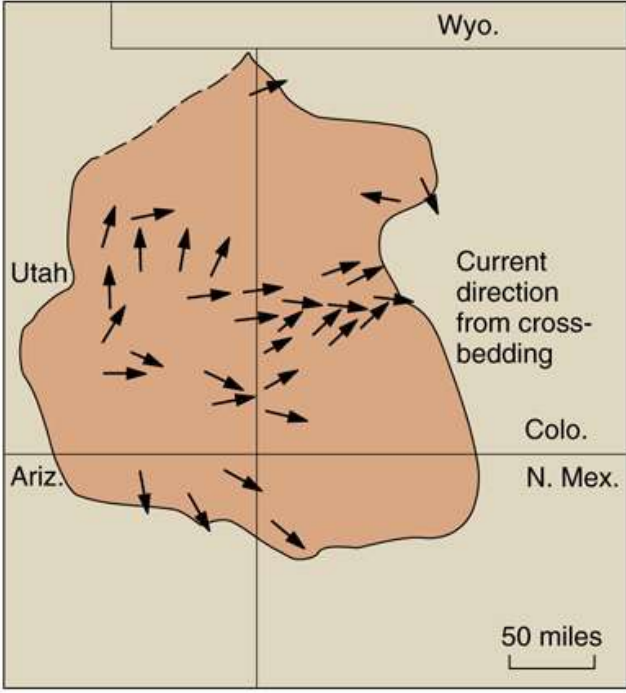 Wyo.
Utah
Current
direction
from cross-
bedding
Colo.
Ariz.
N. Mex.
50 miles